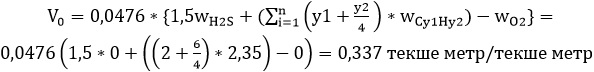 V₀ = 0,0476 * {1,5w_H2S + (∑ⁿᵢ₌₁ (y1 + y2/4) * w_Cy1Hy2) − w_O2} =
0,0476 (1,5 * 0 + ((2 + 6/4) * 2,35) − 0) = 0,337 текше метр/текше метр